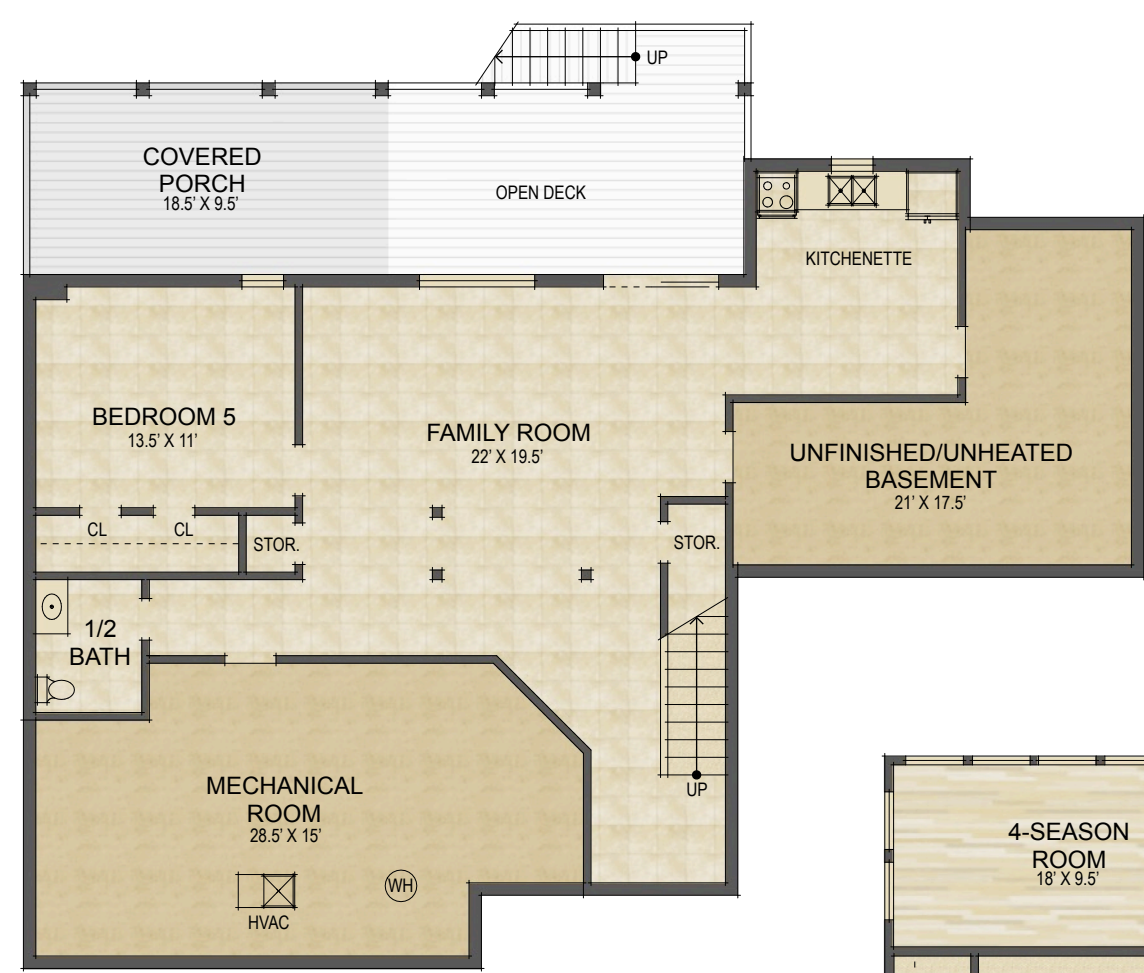 UP
COVERED
PORCH
18.5' X 9.5'
OPEN DECK
KITCHENETTE
BEDROOM 5
13.5' X 11'
FAMILY ROOM
22' X 19.5'
UNFINISHED/UNHEATED
BASEMENT
21' X 17.5'
CL
CL
STOR.
STOR.
1/2
BATH
MECHANICAL
ROOM
28.5' X 15'
UP
WH
HVAC
4-SEASON
ROOM
18' X 9.5'